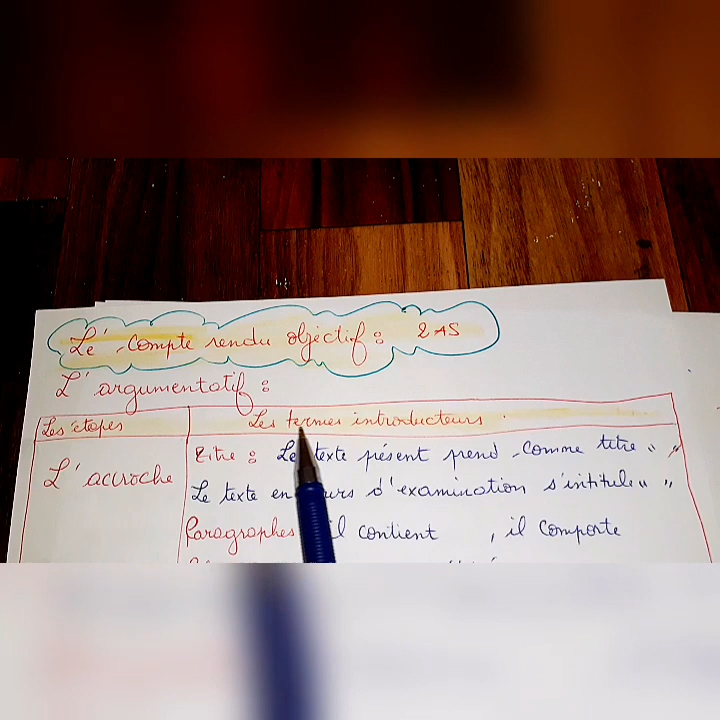 Le compte rendu objectif : 2AS
L'argumentatif :
Les étapes
Les termes introducteurs
L'accroche
Titre : Le texte présent prend comme titre " "
Le texte en cours d'examination s'intitule " "
Paragraphes il contient , il comporte